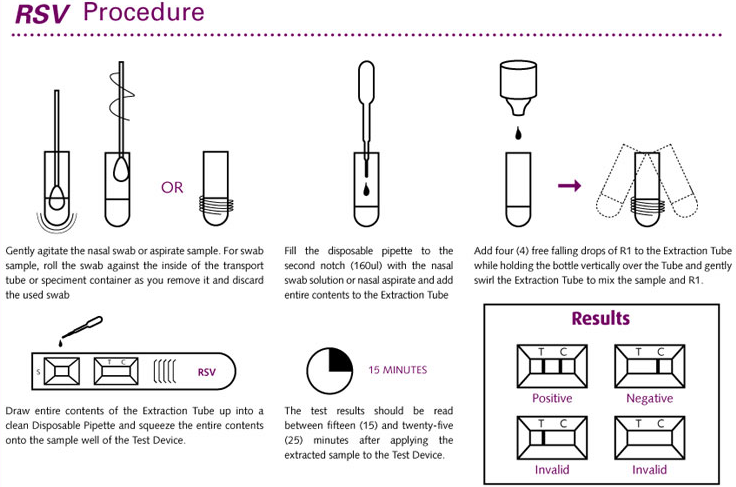 RSV Procedure
OR
Gently agitate the nasal swab or aspirate sample. For swab
sample, roll the swab against the inside of the transport
tube or speciment container as you remove it and discard
the used swab
Fill the disposable pipette to the
second notch (160ul) with the nasal
swab solution or nasal aspirate and add
entire contents to the Extraction Tube
Add four (4) free falling drops of R1 to the Extraction Tube
while holding the bottle vertically over the Tube and gently
swirl the Extraction Tube to mix the sample and R1.
S
T C
RSV
Draw entire contents of the Extraction Tube up into a
clean Disposable Pipette and squeeze the entire contents
onto the sample well of the Test Device.
15 MINUTES
The test results should be read
between fifteen (15) and twenty-five
(25) minutes after applying the
extracted sample to the Test Device.
Results
T C
Positive
T C
Negative
T C
Invalid
T C
Invalid